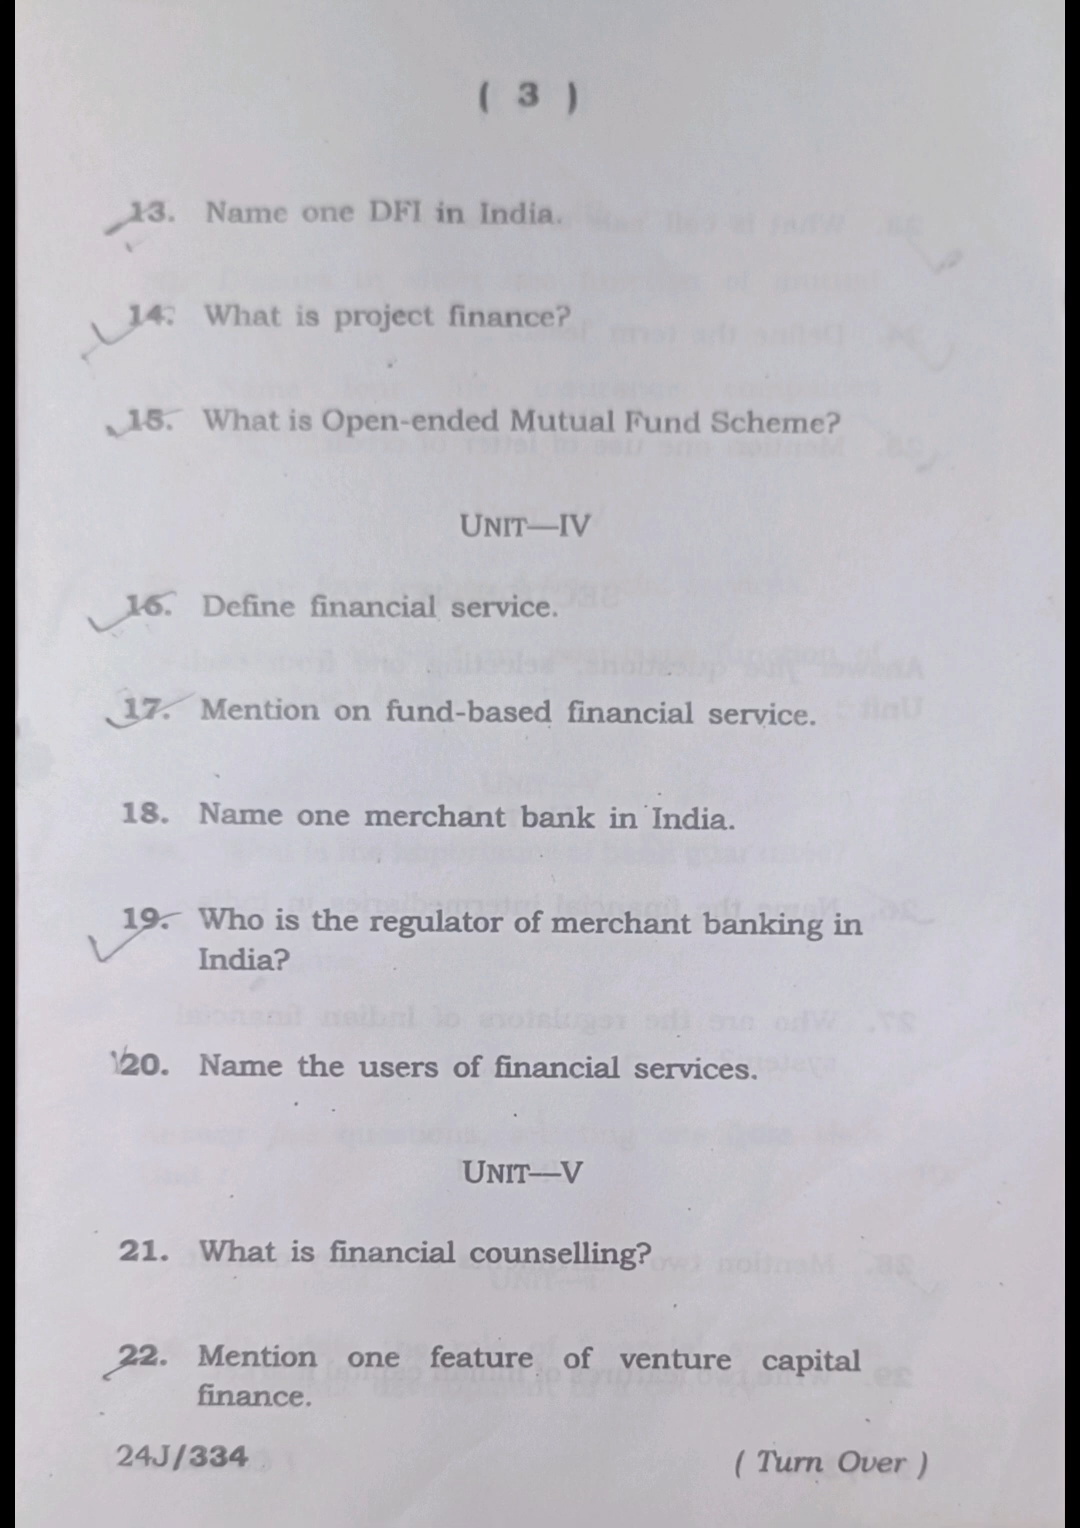 ( 3 )
13. Name one DFI in India.
14. What is project finance?
15. What is Open-ended Mutual Fund Scheme?
UNIT—IV
16. Define financial service.
17. Mention on fund-based financial service.
18. Name one merchant bank in India.
19. Who is the regulator of merchant banking in
India?
20. Name the users of financial services.
UNIT—V
21. What is financial counselling?
22. Mention one feature of venture capital
finance.
24J/334
( Turn Over )